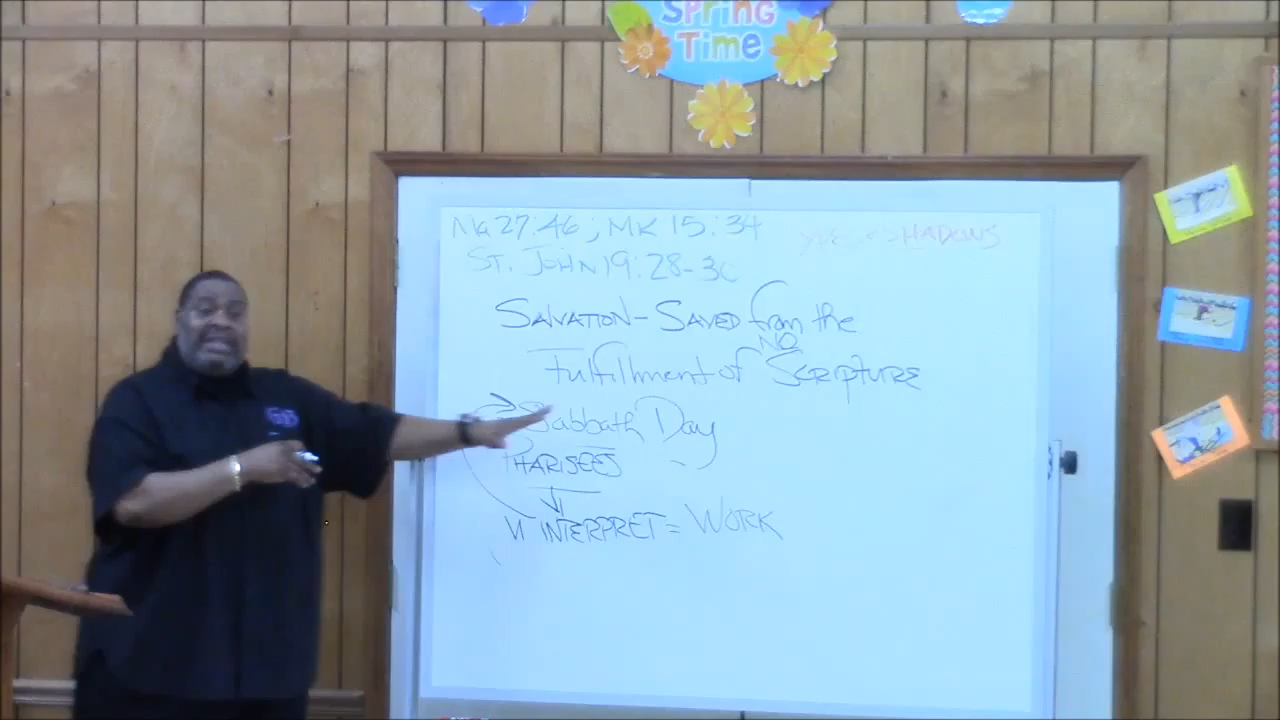 Spring
Time
Ma 27:46 ; MK 15:34
SHADOWS
ST. JOHN 19:28-30
SALVATION - SAVED from the
NO
Fulfillment of SCRIPTURE
Sabbath Day
PHARISEES
INTERPRET = WORK